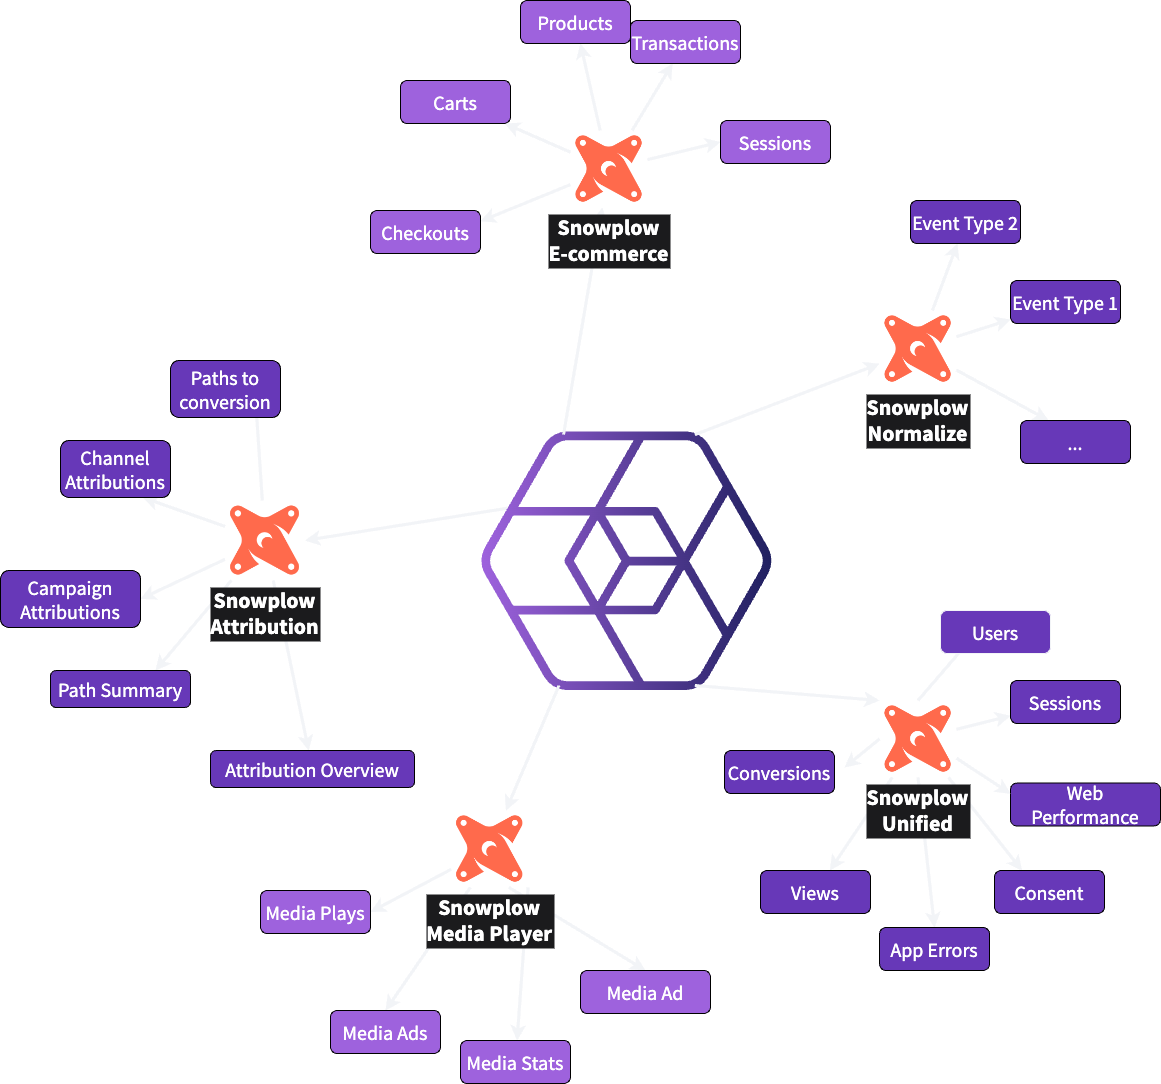 Products
Transactions
Carts
Sessions
Checkouts
Snowplow
E-commerce
Event Type 2
Event Type 1
Snowplow
Normalize
...
Paths to
conversion
Channel
Attributions
Campaign
Attributions
Snowplow
Attribution
Path Summary
Attribution Overview
Users
Sessions
Conversions
Snowplow
Unified
Web
Performance
Views
Consent
App Errors
Media Plays
Snowplow
Media Player
Media Ad
Media Ads
Media Stats